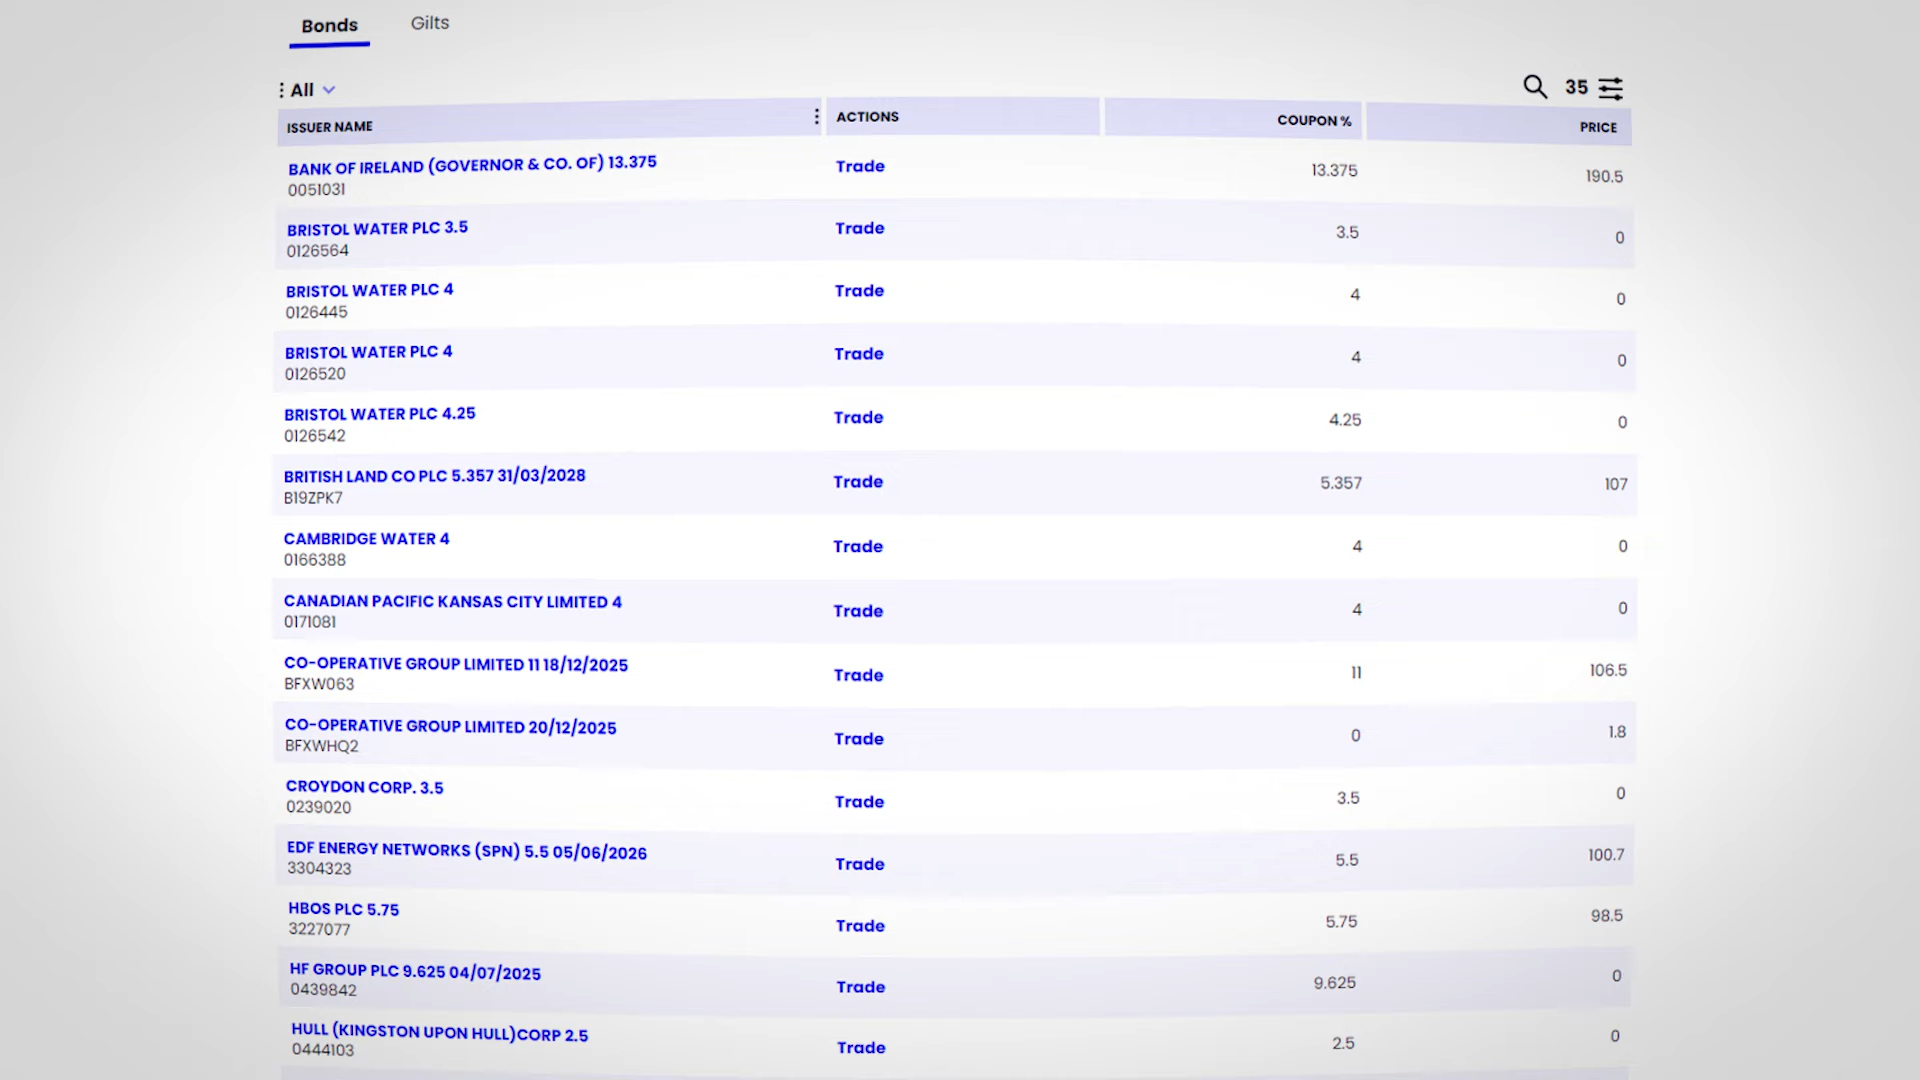 Bonds Gilts
All 35
ISSUER NAME ACTIONS COUPON % PRICE
BANK OF IRELAND (GOVERNOR & CO. OF) 13.375 Trade 13.375 190.5
0051031
BRISTOL WATER PLC 3.5 Trade 3.5 0
0126564
BRISTOL WATER PLC 4 Trade 4 0
0126445
BRISTOL WATER PLC 4 Trade 4 0
0126520
BRISTOL WATER PLC 4.25 Trade 4.25 0
0126542
BRITISH LAND CO PLC 5.357 31/03/2028 Trade 5.357 107
B19ZPK7
CAMBRIDGE WATER 4 Trade 4 0
0166388
CANADIAN PACIFIC KANSAS CITY LIMITED 4 Trade 4 0
0171081
CO-OPERATIVE GROUP LIMITED 11 18/12/2025 Trade 11 106.5
BFXW063
CO-OPERATIVE GROUP LIMITED 20/12/2025 Trade 0 1.8
BFXWHQ2
CROYDON CORP. 3.5 Trade 3.5 0
0239020
EDF ENERGY NETWORKS (SPN) 5.5 05/06/2026 Trade 5.5 100.7
3304323
HBOS PLC 5.75 Trade 5.75 98.5
3227077
HF GROUP PLC 9.625 04/07/2025 Trade 9.625 0
0439842
HULL (KINGSTON UPON HULL)CORP 2.5 Trade 2.5 0
0444103